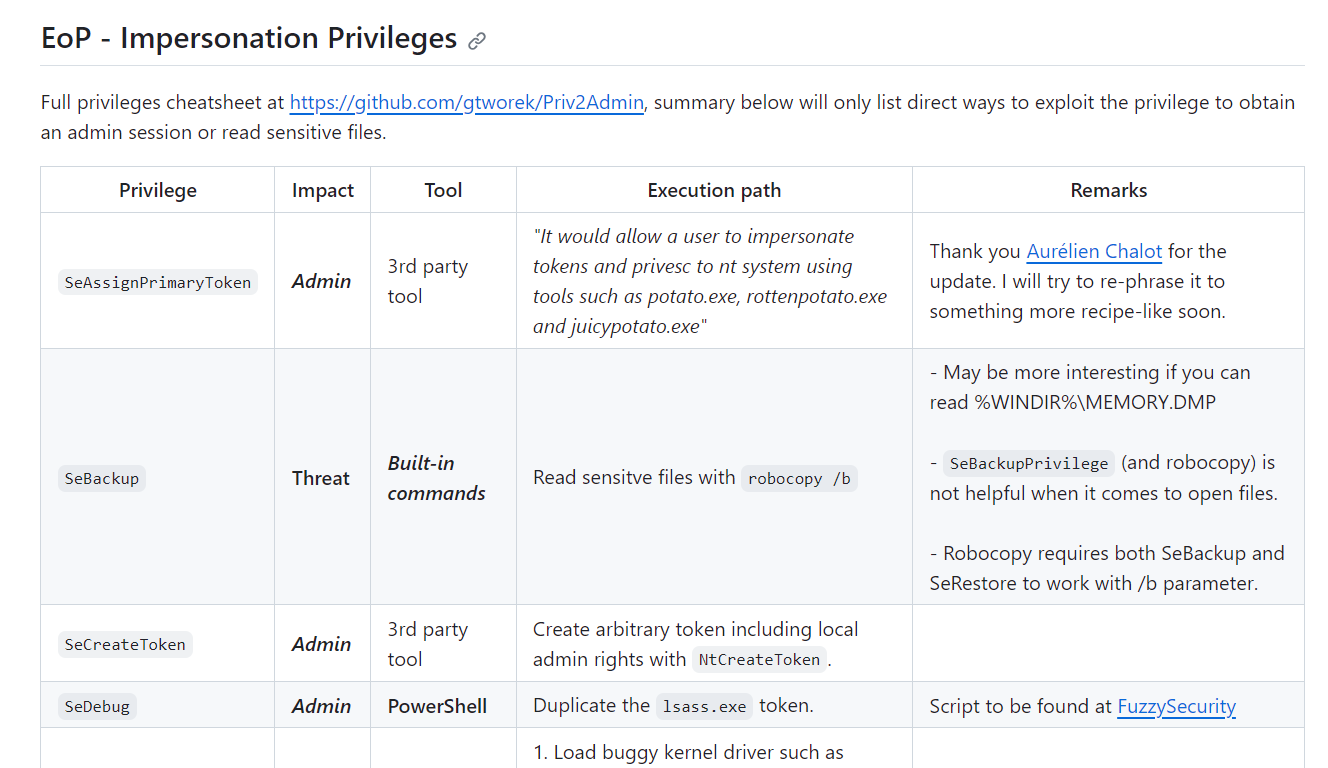 EoP - Impersonation Privileges
Full privileges cheatsheet at https://github.com/gtworek/Priv2Admin, summary below will only list direct ways to exploit the privilege to obtain
an admin session or read sensitive files.
Privilege
Impact
Tool
Execution path
Remarks
SeAssignPrimaryToken
Admin
3rd party
tool
"It would allow a user to impersonate
tokens and privesc to nt system using
tools such as potato.exe, rottenpotato.exe
and juicypotato.exe"
Thank you Aurélien Chalot for the
update. I will try to re-phrase it to
something more recipe-like soon.
SeBackup
Threat
Built-in
commands
Read sensitve files with robocopy /b
- May be more interesting if you can
read %WINDIR%\MEMORY.DMP
- SeBackupPrivilege (and robocopy) is
not helpful when it comes to open files.
- Robocopy requires both SeBackup and
SeRestore to work with /b parameter.
SeCreateToken
Admin
3rd party
tool
Create arbitrary token including local
admin rights with NtCreateToken.
SeDebug
Admin
PowerShell
Duplicate the lsass.exe token.
Script to be found at FuzzySecurity
1. Load buggy kernel driver such as